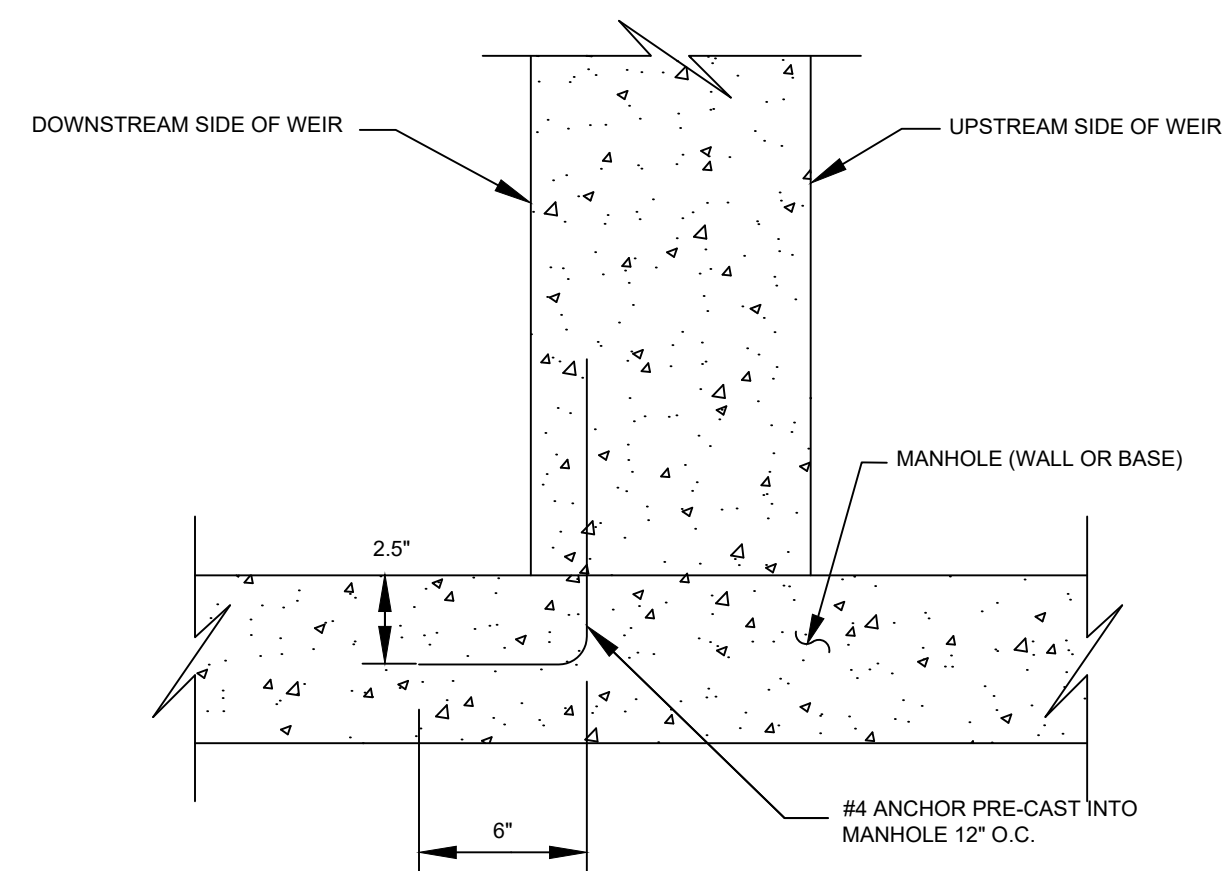 DOWNSTREAM SIDE OF WEIR
UPSTREAM SIDE OF WEIR
MANHOLE (WALL OR BASE)
2.5"
#4 ANCHOR PRE-CAST INTO
MANHOLE 12" O.C.
6"